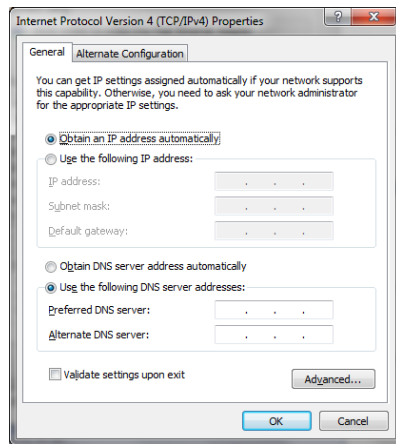 Internet Protocol Version 4 (TCP/IPv4) Properties
General
Alternate Configuration
You can get IP settings assigned automatically if your network supports
this capability. Otherwise, you need to ask your network administrator
for the appropriate IP settings.
Obtain an IP address automatically
Use the following IP address:
IP address:
. . .
Subnet mask:
. . .
Default gateway:
. . .
Obtain DNS server address automatically
Use the following DNS server addresses:
Preferred DNS server:
. . .
Alternate DNS server:
. . .
Validate settings upon exit
Advanced...
OK
Cancel